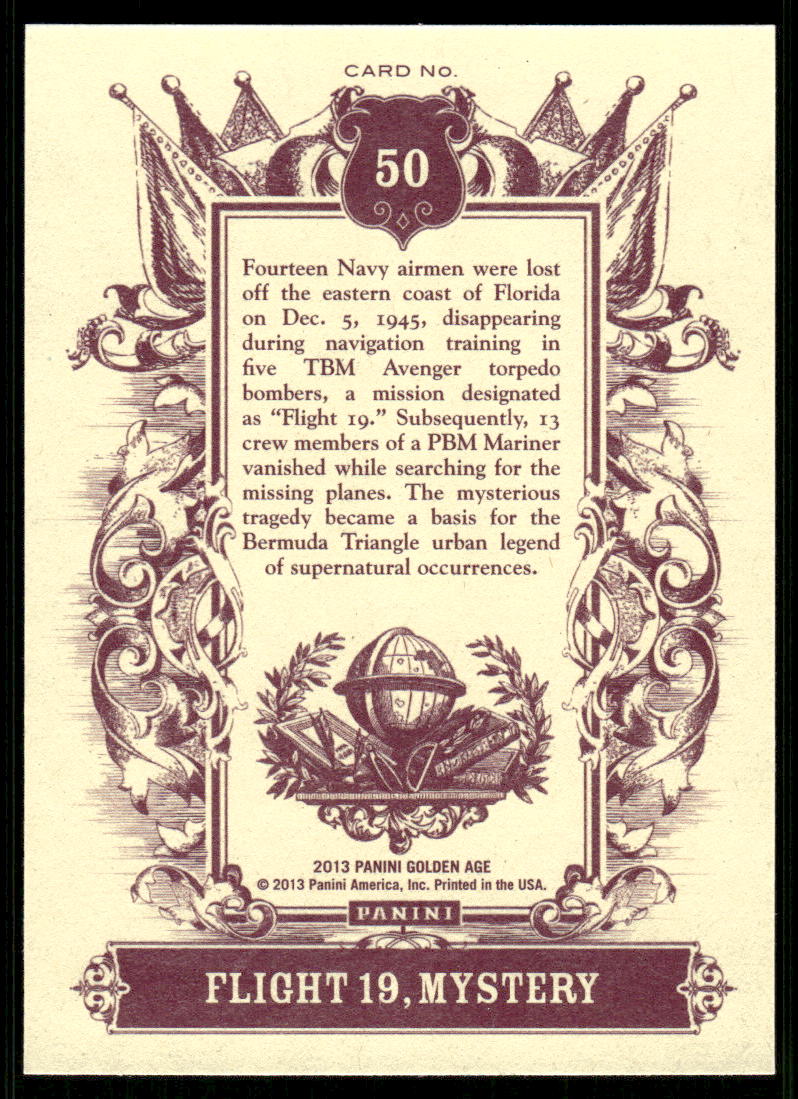 CARD No.
50
Fourteen Navy airmen were lost
off the eastern coast of Florida
on Dec. 5, 1945, disappearing
during navigation training in
five TBM Avenger torpedo
bombers, a mission designated
as “Flight 19.” Subsequently, 13
crew members of a PBM Mariner
vanished while searching for the
missing planes. The mysterious
tragedy became a basis for the
Bermuda Triangle urban legend
of supernatural occurrences.
2013 PANINI GOLDEN AGE
© 2013 Panini America, Inc. Printed in the USA.
PANINI
FLIGHT 19, MYSTERY